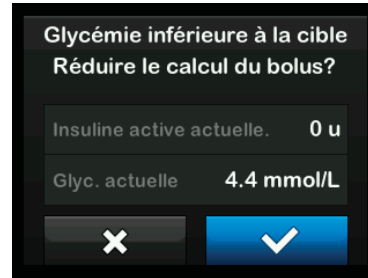 Glycémie inférieure à la cible
Réduire le calcul du bolus?
Insuline active actuelle. 0 u
Glyc. actuelle 4.4 mmol/L